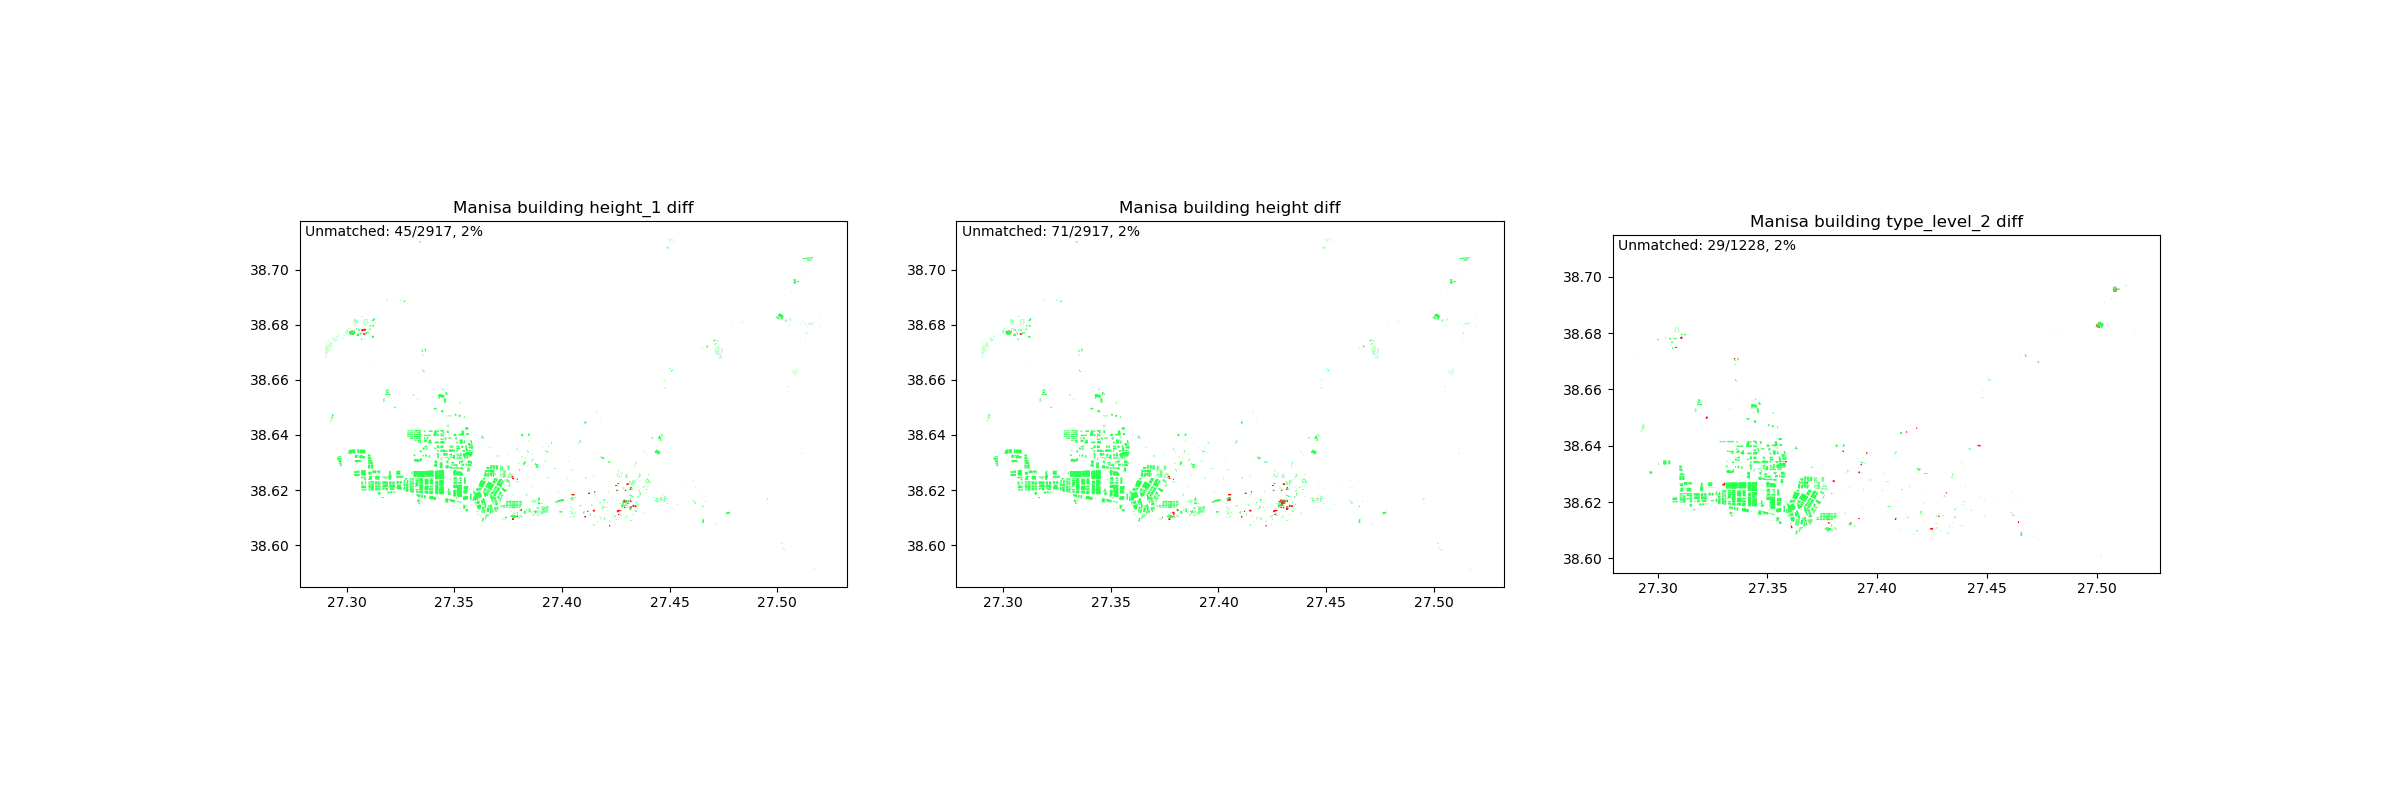 Manisa building height_1 diff
Unmatched: 45/2917, 2%
38.70
38.68
38.66
38.64
38.62
38.60
27.30 27.35 27.40 27.45 27.50
Manisa building height diff
Unmatched: 71/2917, 2%
38.70
38.68
38.66
38.64
38.62
38.60
27.30 27.35 27.40 27.45 27.50
Manisa building type_level_2 diff
Unmatched: 29/1228, 2%
38.70
38.68
38.66
38.64
38.62
38.60
27.30 27.35 27.40 27.45 27.50